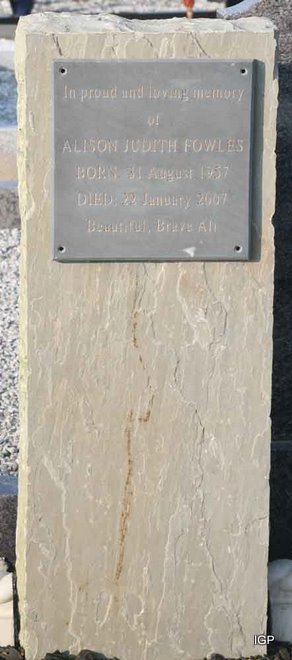 In proud and loving memory
of
ALISON JUDITH FOWLES
BORN: 31 August 1957
DIED: 22 January 2007
Beautiful, Brave Ali
IGP